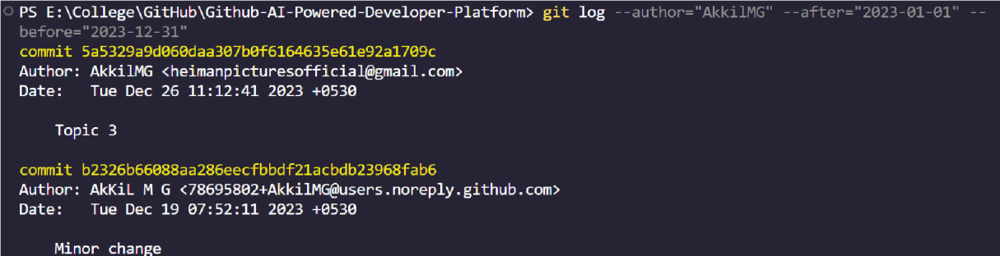 PS E:\College\GitHub\Github-AI-Powered-Developer-Platform> git log --author="AkkilMG" --after="2023-01-01" --
before="2023-12-31"
commit 5a5329a9d060daa307b0f6164635e61e92a1709c
Author: AkkilMG <heimanpicturesofficial@gmail.com>
Date:   Tue Dec 26 11:12:41 2023 +0530
Topic 3
commit b2326b66088aa286eecfbbdf21acbdb23968fab6
Author: AkKiL M G <78695802+AkkilMG@users.noreply.github.com>
Date:   Tue Dec 19 07:52:11 2023 +0530
Minor change